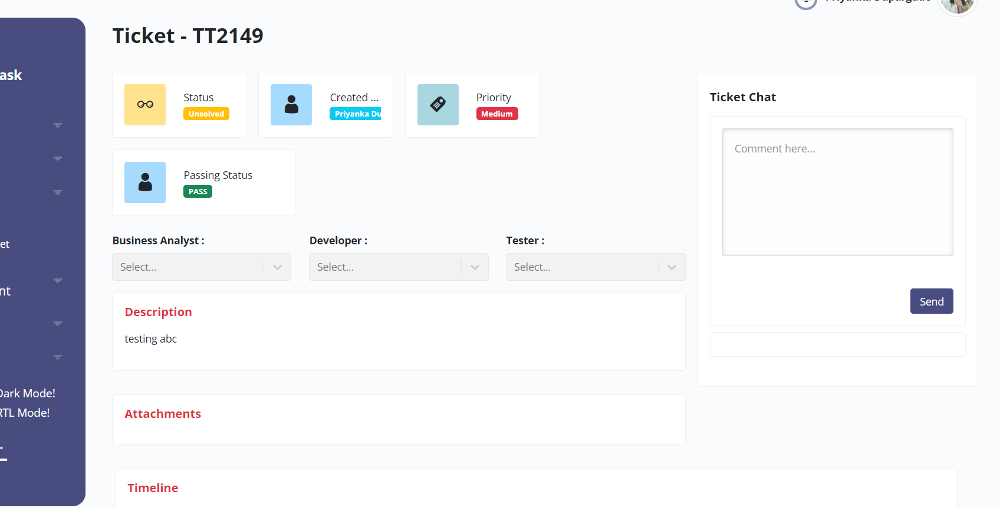 Ticket - TT2149
ask
et
nt
Dark Mode!
RTL Mode!
Status
Unsolved
Created ...
Priyanka Du
Priority
Medium
Passing Status
PASS
Business Analyst :
Developer :
Tester :
Select...
Select...
Select...
Description
testing abc
Attachments
Timeline
Ticket Chat
Comment here...
Send